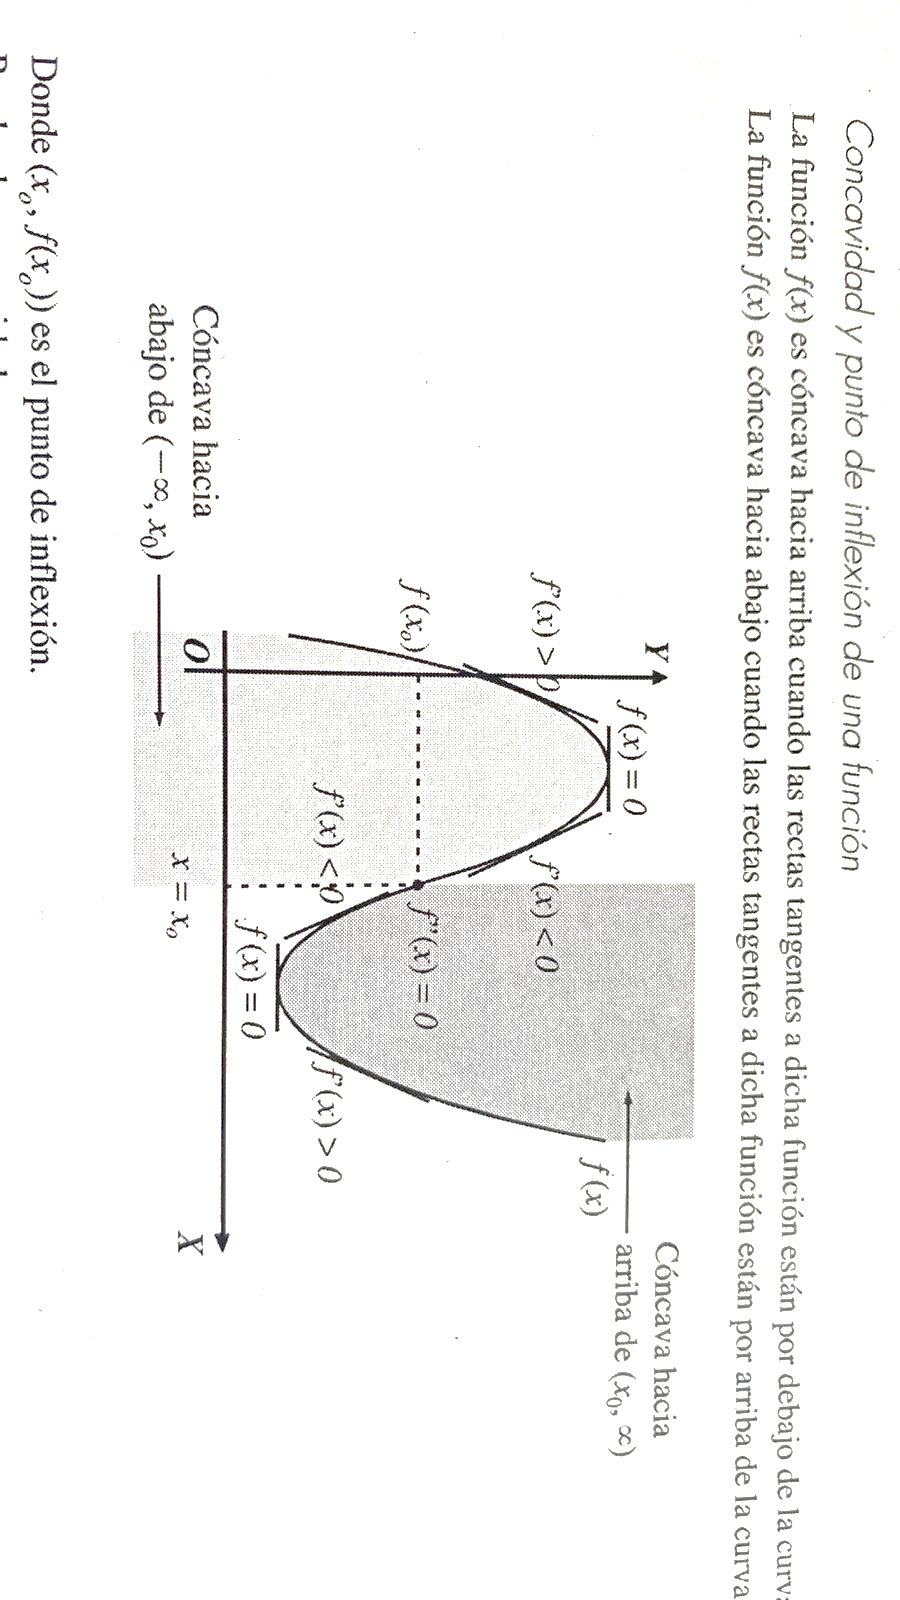 Concavidad y punto de inflexión de una función
La función f(x) es cóncava hacia arriba cuando las rectas tangentes a dicha función están por debajo de la curva
La función f(x) es cóncava hacia abajo cuando las rectas tangentes a dicha función están por arriba de la curva
Y
f'(x) = 0
f'(x) > 0
f'(x) < 0
f(x)
Cóncava hacia
arriba de (x₀, ∞)
f(x₀)
f''(x) = 0
f'(x) < 0
f'(x) > 0
f'(x) = 0
O
x = x₀
X
Cóncava hacia
abajo de (−∞, x₀)
Donde (x₀, f(x₀)) es el punto de inflexión.